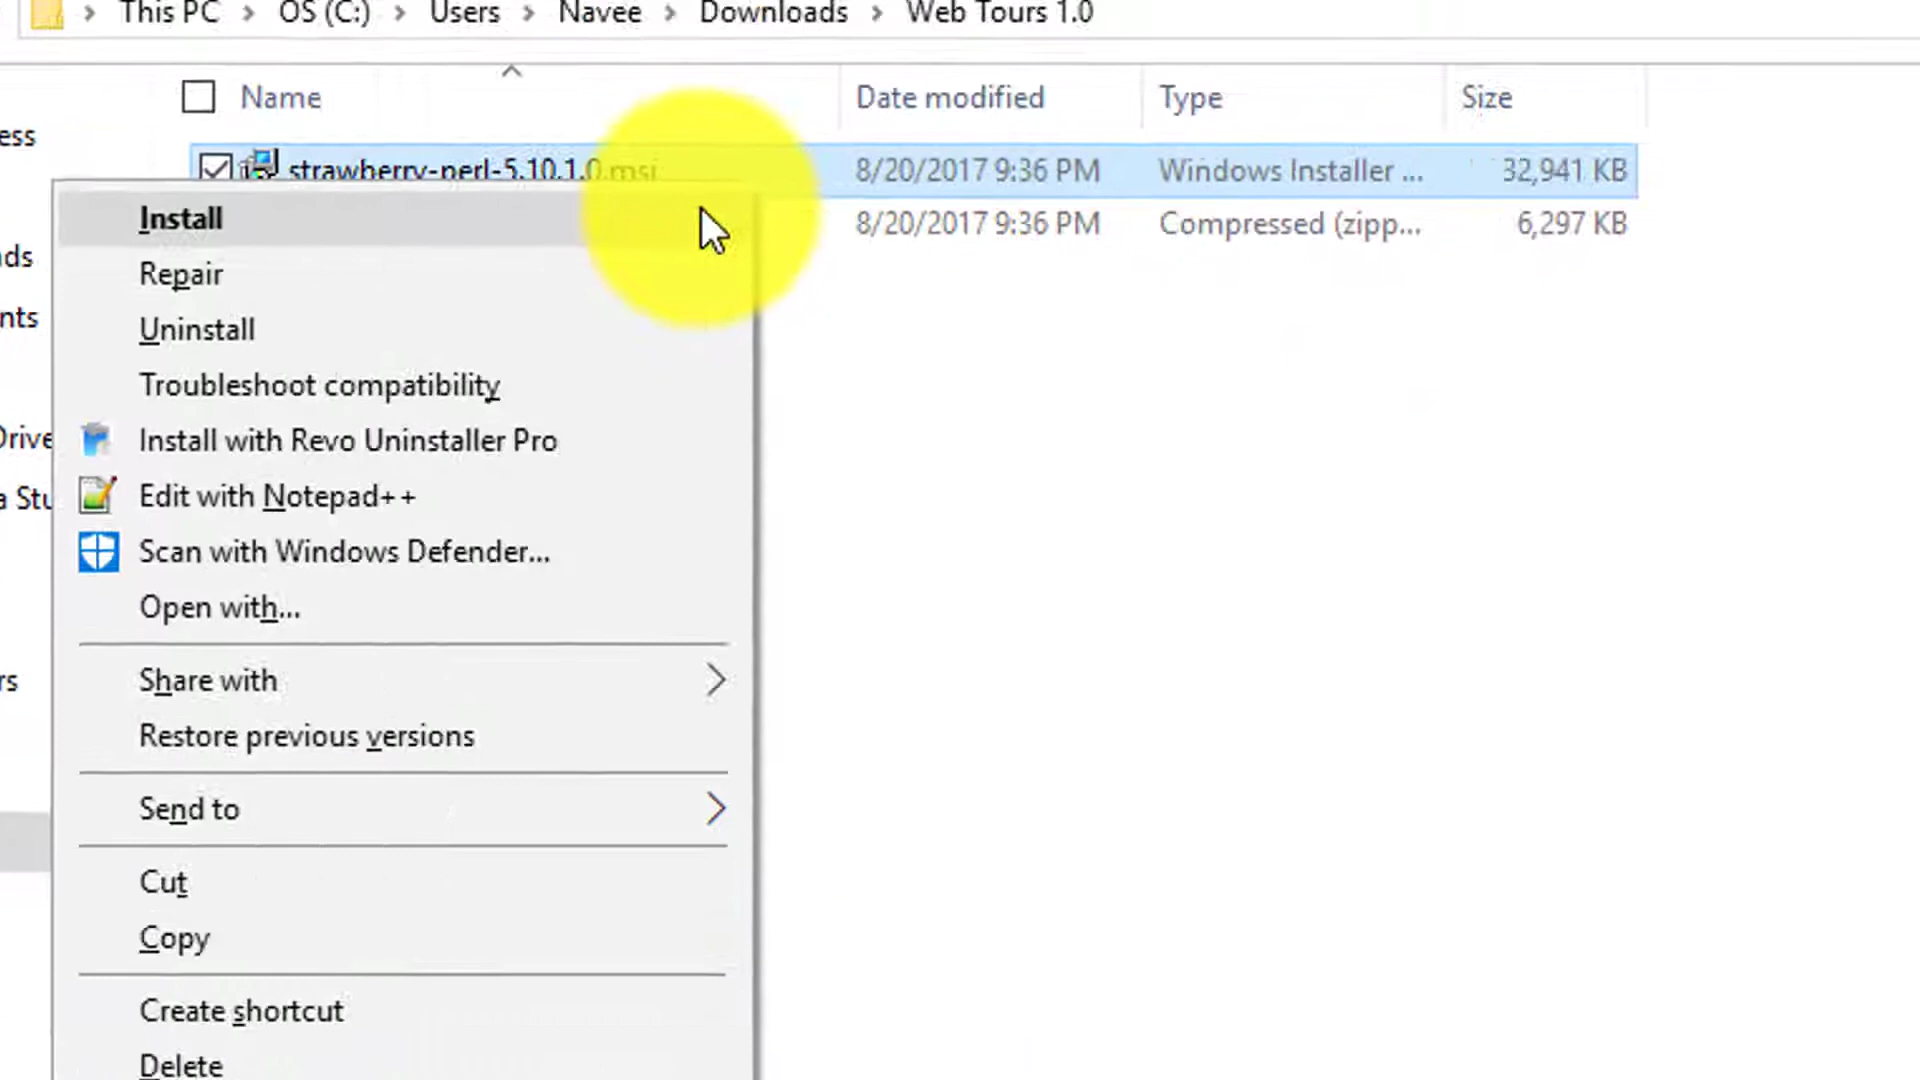 This PC > OS (C:) > Users > Navee > Downloads > Web Tours 1.0
Name Date modified Type Size
ess
strawberry-perl-5.10.1.0.msi 8/20/2017 9:36 PM Windows Installer ... 32,941 KB
8/20/2017 9:36 PM Compressed (zipp... 6,297 KB
Install
ds
Repair
nts
Uninstall
Troubleshoot compatibility
Drive
Install with Revo Uninstaller Pro
a Stu
Edit with Notepad++
Scan with Windows Defender...
Open with...
rs
Share with
Restore previous versions
Send to
Cut
Copy
Create shortcut
Delete